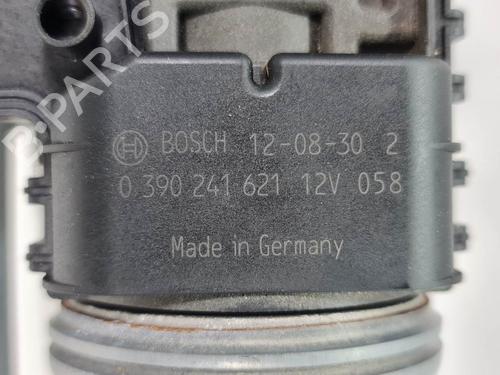 BOSCH 12-08-30 2
0 390 241 621 12V 058
Made in Germany
B-PARTS